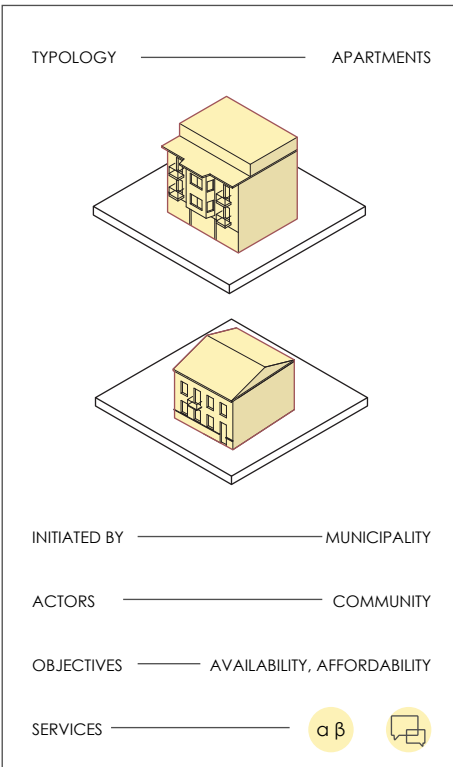 TYPOLOGY APARTMENTS
INITIATED BY MUNICIPALITY
ACTORS COMMUNITY
OBJECTIVES AVAILABILITY, AFFORDABILITY
SERVICES α β